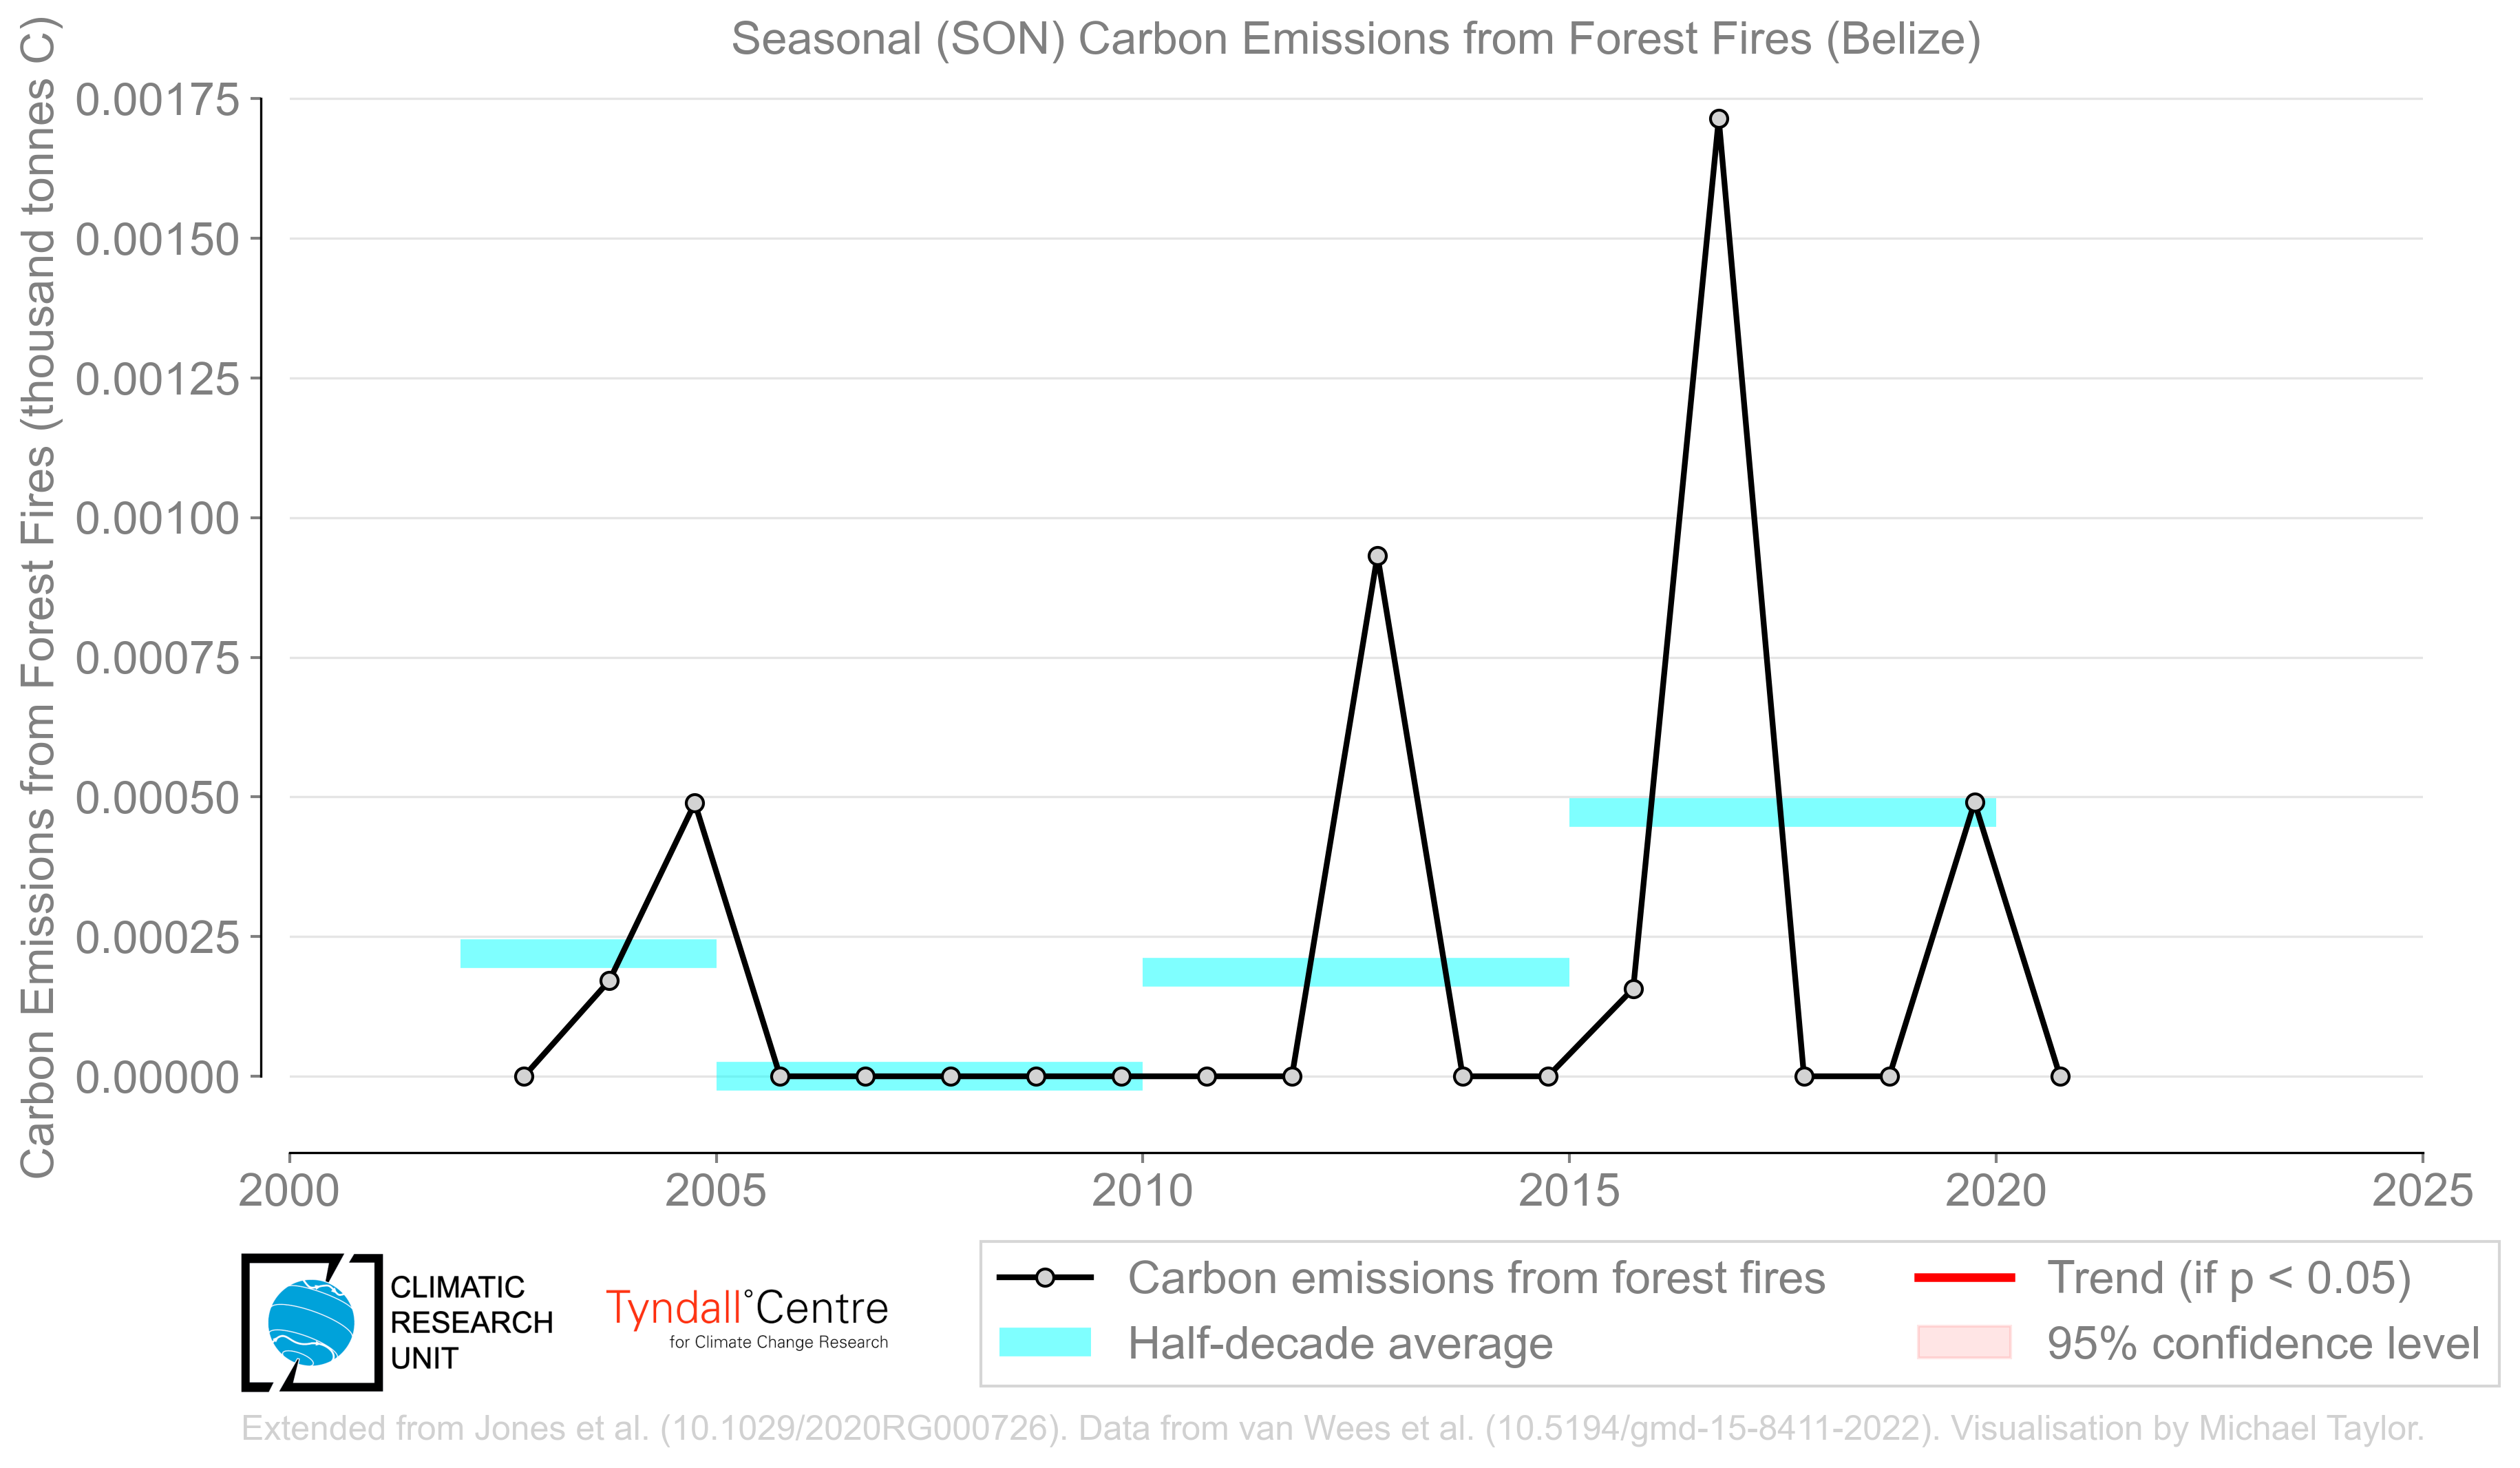 Seasonal (SON) Carbon Emissions from Forest Fires (Belize)
Carbon Emissions from Forest Fires (thousand tonnes C)
0.00175
0.00150
0.00125
0.00100
0.00075
0.00050
0.00025
0.00000
2000 2005 2010 2015 2020 2025
CLIMATIC
RESEARCH
UNIT
Tyndall°Centre
for Climate Change Research
Carbon emissions from forest fires
Half-decade average
Trend (if p < 0.05)
95% confidence level
Extended from Jones et al. (10.1029/2020RG000726). Data from van Wees et al. (10.5194/gmd-15-8411-2022). Visualisation by Michael Taylor.